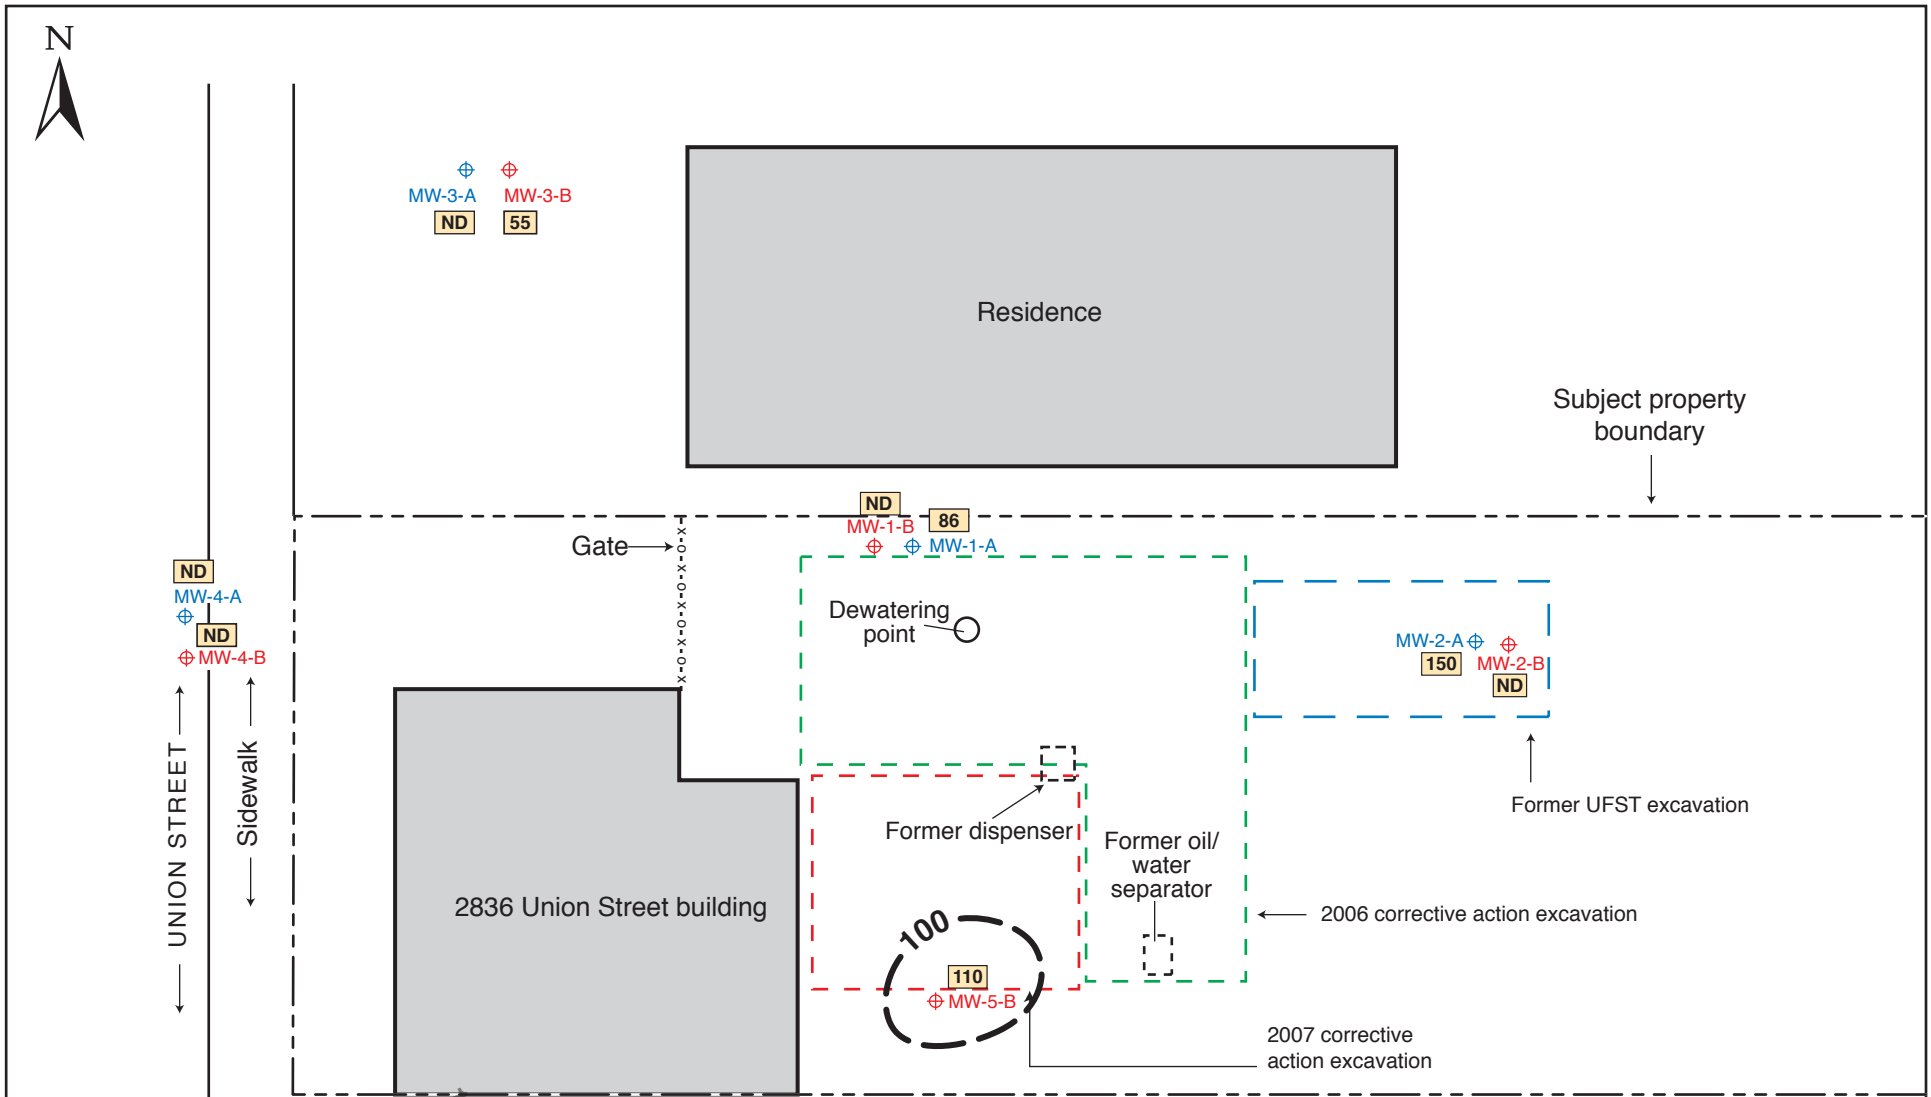 N
MW-3-A
MW-3-B
ND
55
Residence
Subject property
boundary
ND
MW-1-B
86
MW-1-A
Gate
x o x o x o x o x o x
ND
MW-4-A
ND
MW-4-B
Dewatering
point
MW-2-A
150
MW-2-B
ND
UNION STREET
Sidewalk
Former UFST excavation
Former dispenser
Former oil/
water
separator
2836 Union Street building
2006 corrective action excavation
100
110
MW-5-B
2007 corrective
action excavation